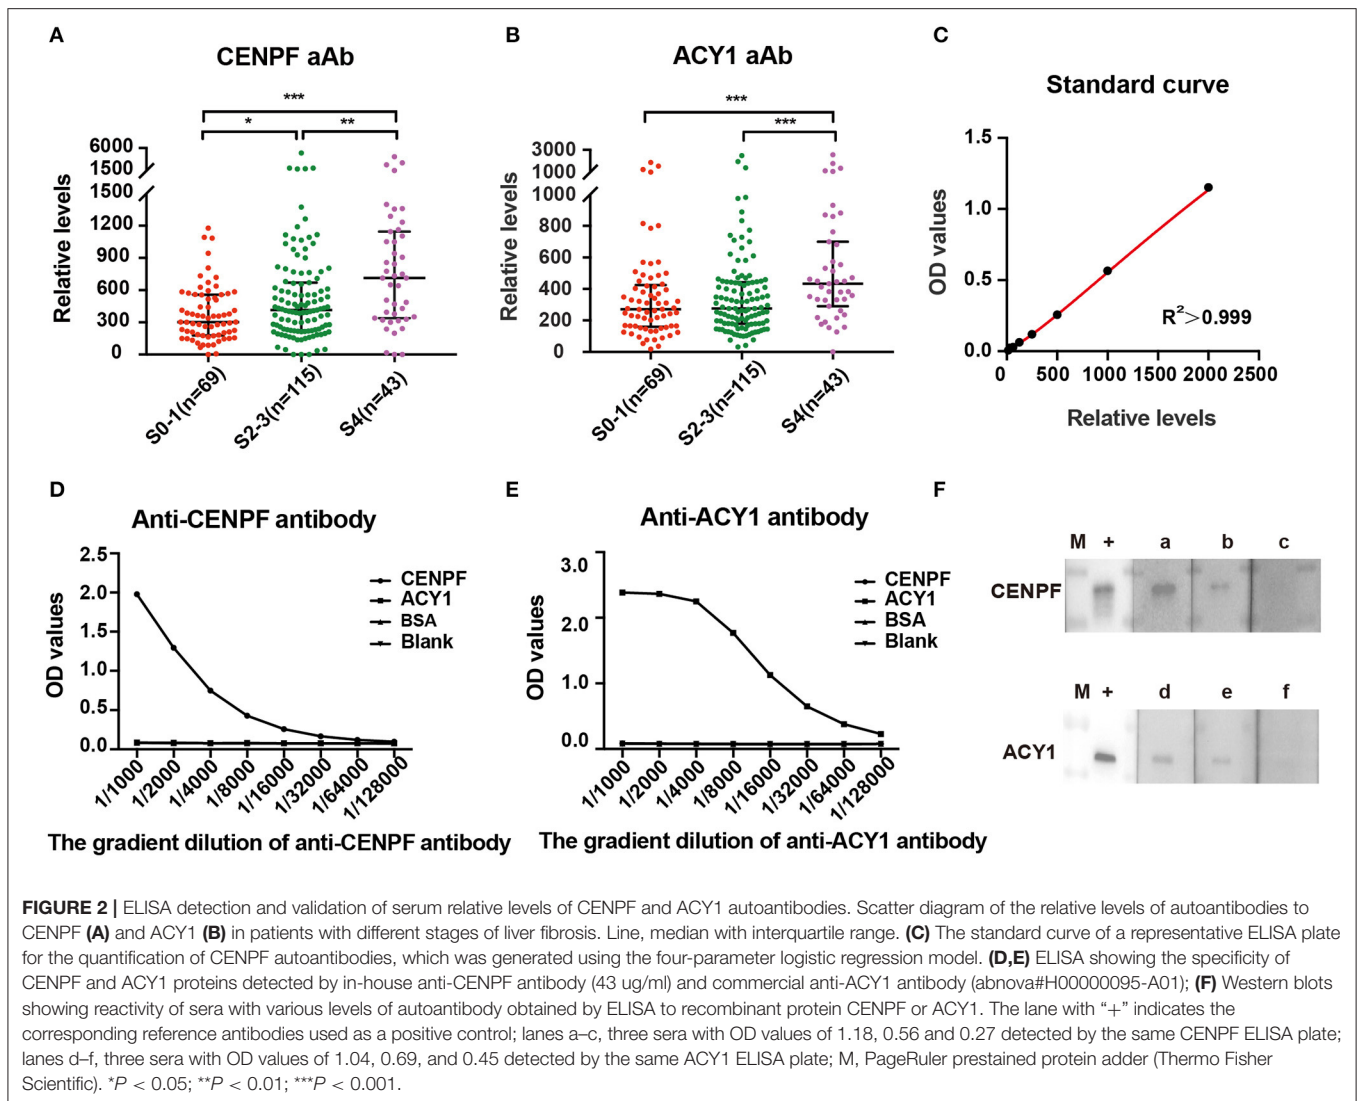 A
CENPF aAb
***
*
**
Relative levels
6000
1500
1500
1200
900
600
300
0
S0-1(n=69)
S2-3(n=115)
S4(n=43)
B
ACY1 aAb
***
***
Relative levels
3000
1000
1000
800
600
400
200
0
S0-1(n=69)
S2-3(n=115)
S4(n=43)
C
Standard curve
OD values
1.5
1.0
0.5
0.0
R²>0.999
0
500
1000
1500
2000
2500
Relative levels
D
Anti-CENPF antibody
OD values
2.5
2.0
1.5
1.0
0.5
0.0
CENPF
ACY1
BSA
Blank
1/1000
1/2000
1/4000
1/8000
1/16000
1/32000
1/64000
1/128000
The gradient dilution of anti-CENPF antibody
E
Anti-ACY1 antibody
OD values
3.0
2.0
1.0
0.0
CENPF
ACY1
BSA
Blank
1/1000
1/2000
1/4000
1/8000
1/16000
1/32000
1/64000
1/128000
The gradient dilution of anti-ACY1 antibody
F
M + a b c
CENPF
M + d e f
ACY1
FIGURE 2 | ELISA detection and validation of serum relative levels of CENPF and ACY1 autoantibodies. Scatter diagram of the relative levels of autoantibodies to
CENPF (A) and ACY1 (B) in patients with different stages of liver fibrosis. Line, median with interquartile range. (C) The standard curve of a representative ELISA plate
for the quantification of CENPF autoantibodies, which was generated using the four-parameter logistic regression model. (D,E) ELISA showing the specificity of
CENPF and ACY1 proteins detected by in-house anti-CENPF antibody (43 ug/ml) and commercial anti-ACY1 antibody (abnova#H00000095-A01); (F) Western blots
showing reactivity of sera with various levels of autoantibody obtained by ELISA to recombinant protein CENPF or ACY1. The lane with "+" indicates the
corresponding reference antibodies used as a positive control; lanes a–c, three sera with OD values of 1.18, 0.56 and 0.27 detected by the same CENPF ELISA plate;
lanes d–f, three sera with OD values of 1.04, 0.69, and 0.45 detected by the same ACY1 ELISA plate; M, PageRuler prestained protein adder (Thermo Fisher
Scientific). *P < 0.05; **P < 0.01; ***P < 0.001.